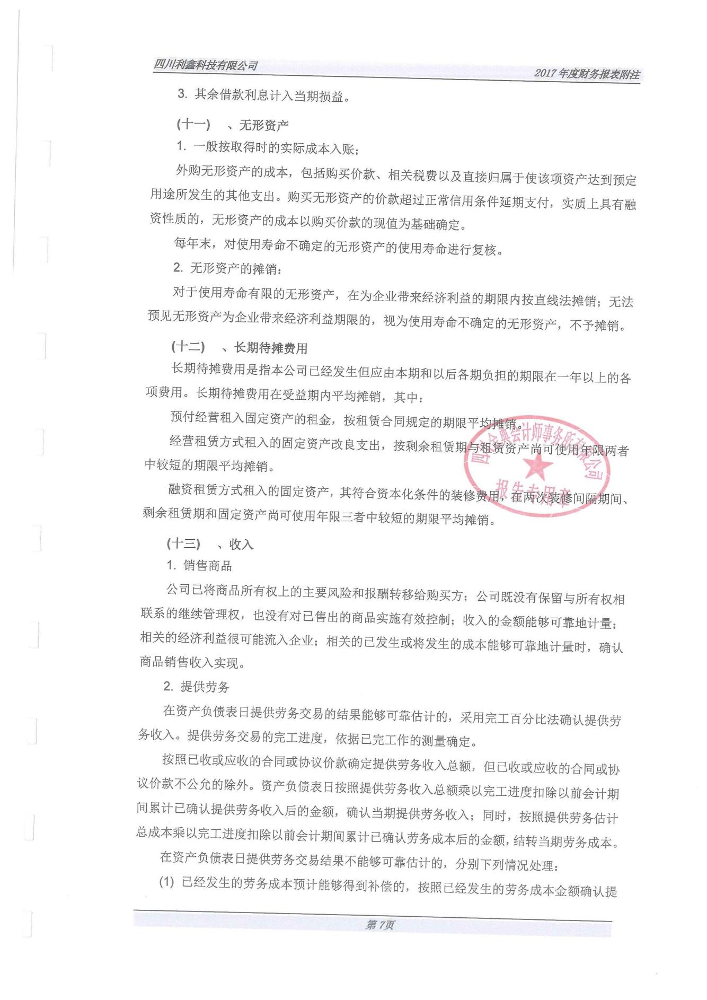 四川利鑫科技有限公司
2017年度财务报表附注
3. 其余借款利息计入当期损益。
(十一) 、无形资产
1. 一般按取得时的实际成本入账；
外购无形资产的成本，包括购买价款、相关税费以及直接归属于使该项资产达到预定
用途所发生的其他支出。购买无形资产的价款超过正常信用条件延期支付，实质上具有融
资性质的，无形资产的成本以购买价款的现值为基础确定。
每年末，对使用寿命不确定的无形资产的使用寿命进行复核。
2. 无形资产的摊销：
对于使用寿命有限的无形资产，在为企业带来经济利益的期限内按直线法摊销；无法
预见无形资产为企业带来经济利益期限的，视为使用寿命不确定的无形资产，不予摊销。
(十二) 、长期待摊费用
长期待摊费用是指本公司已经发生但应由本期和以后各期负担的期限在一年以上的各
项费用。长期待摊费用在受益期内平均摊销，其中：
预付经营租入固定资产的租金，按租赁合同规定的期限平均摊销。
经营租赁方式租入的固定资产改良支出，按剩余租赁期与租赁资产尚可使用年限两者
中较短的期限平均摊销。
融资租赁方式租入的固定资产，其符合资本化条件的装修费用，在两次装修间隔期间、
剩余租赁期和固定资产尚可使用年限三者中较短的期限平均摊销。
金典会计师事务所有限公司
报告专用章
(十三) 、收入
1. 销售商品
公司已将商品所有权上的主要风险和报酬转移给购买方；公司既没有保留与所有权相
联系的继续管理权，也没有对已售出的商品实施有效控制；收入的金额能够可靠地计量；
相关的经济利益很可能流入企业；相关的已发生或将发生的成本能够可靠地计量时，确认
商品销售收入实现。
2. 提供劳务
在资产负债表日提供劳务交易的结果能够可靠估计的，采用完工百分比法确认提供劳
务收入。提供劳务交易的完工进度，依据已完工作的测量确定。
按照已收或应收的合同或协议价款确定提供劳务收入总额，但已收或应收的合同或协
议价款不公允的除外。资产负债表日按照提供劳务收入总额乘以完工进度扣除以前会计期
间累计已确认提供劳务收入后的金额，确认当期提供劳务收入；同时，按照提供劳务估计
总成本乘以完工进度扣除以前会计期间累计已确认劳务成本后的金额，结转当期劳务成本。
在资产负债表日提供劳务交易结果不能够可靠估计的，分别下列情况处理：
(1) 已经发生的劳务成本预计能够得到补偿的，按照已经发生的劳务成本金额确认提
第 7页